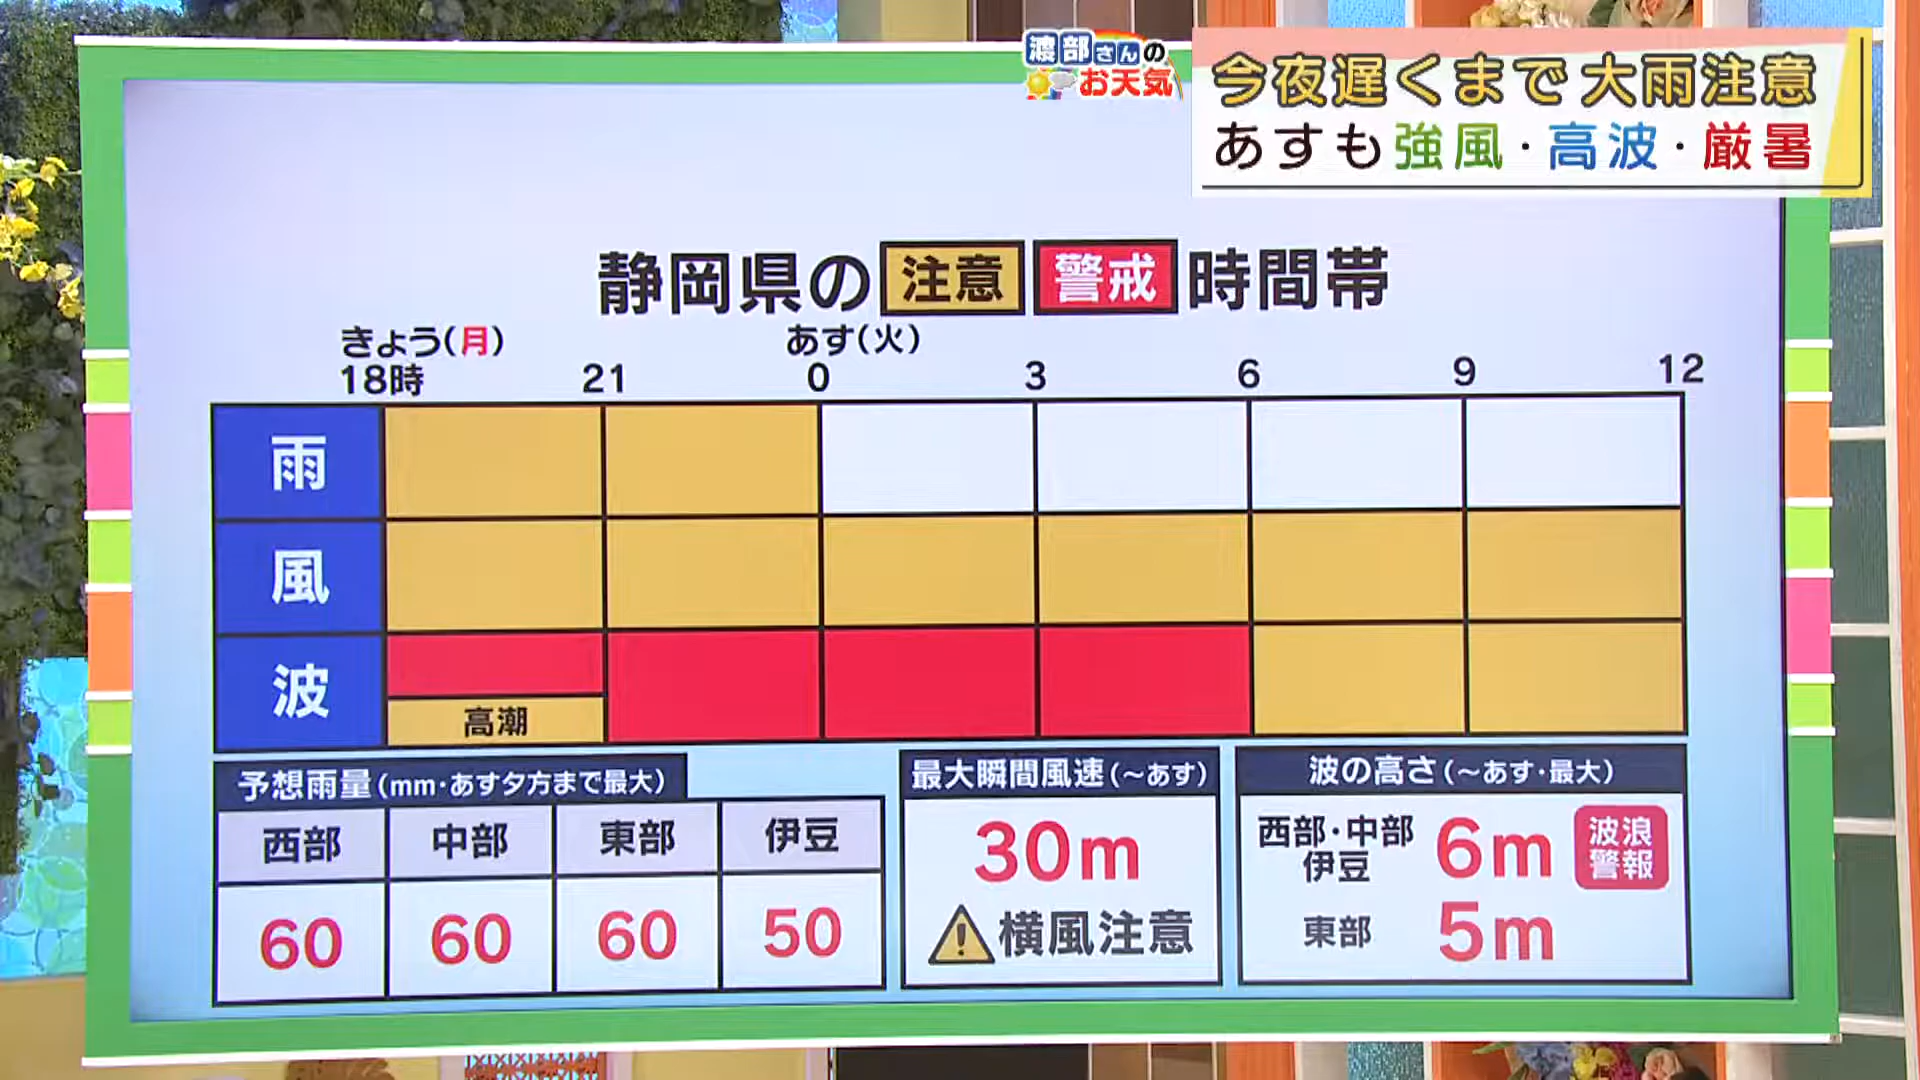 渡部さんの
お天気
今夜遅くまで大雨注意
あすも強風・高波・厳暑
静岡県の 注意 警戒 時間帯
きょう(月) あす(火)
18時 21 0 3 6 9 12
雨
風
波
高潮
予想雨量(mm・あす夕方まで最大)
西部 中部 東部 伊豆
60 60 60 50
最大瞬間風速(～あす)
30m
横風注意
波の高さ(～あす・最大)
西部・中部
伊豆
6m
波浪
警報
東部 5m